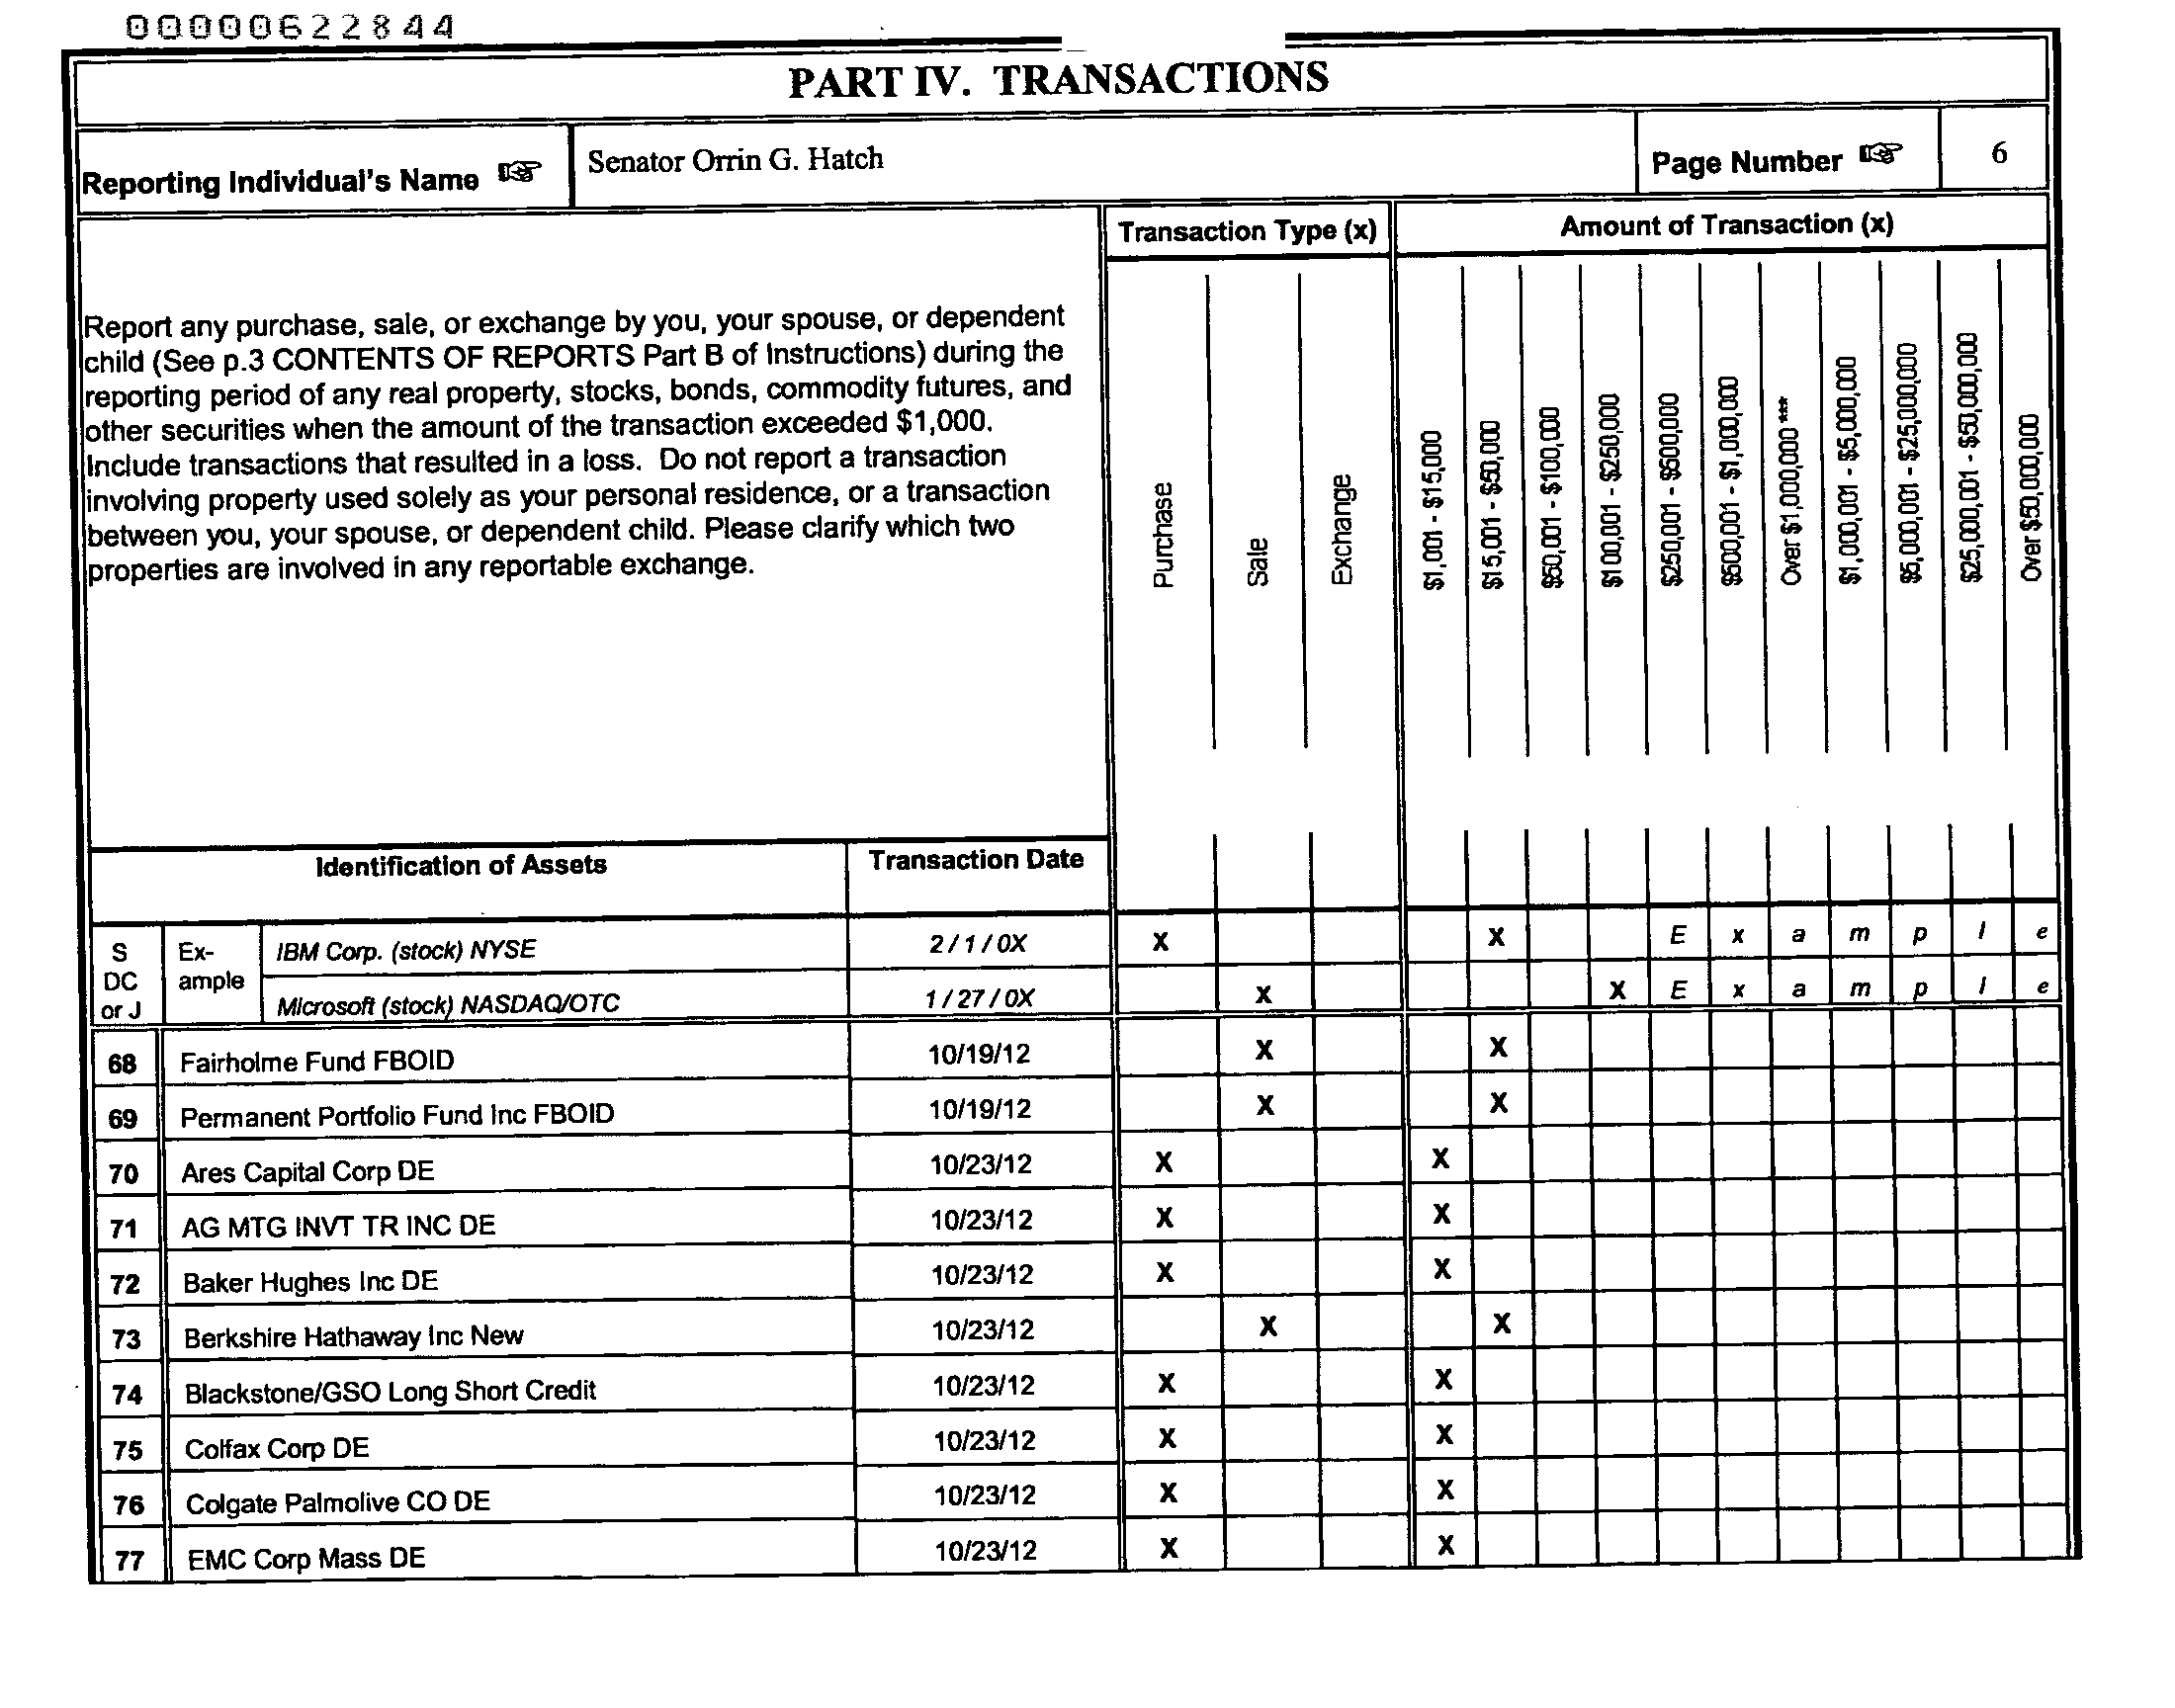 00000622844
PART IV. TRANSACTIONS
Reporting Individual's Name
Senator Orrin G. Hatch
Page Number
6
Report any purchase, sale, or exchange by you, your spouse, or dependent
child (See p.3 CONTENTS OF REPORTS Part B of Instructions) during the
reporting period of any real property, stocks, bonds, commodity futures, and
other securities when the amount of the transaction exceeded $1,000.
Include transactions that resulted in a loss. Do not report a transaction
involving property used solely as your personal residence, or a transaction
between you, your spouse, or dependent child. Please clarify which two
properties are involved in any reportable exchange.
Transaction Type (x)
Amount of Transaction (x)
Purchase
Sale
Exchange
$1,001 - $15,000
$15,001 - $50,000
$50,001 - $100,000
$100,001 - $250,000
$250,001 - $500,000
$500,001 - $1,000,000
Over $1,000,000 ***
$1,000,001 - $5,000,000
$5,000,001 - $25,000,000
$25,000,001 - $50,000,000
Over $50,000,000
Identification of Assets Transaction Date
S
DC
or J
Ex-
ample
IBM Corp. (stock) NYSE 2 / 1 / 0X X X E x a m p l e
Microsoft (stock) NASDAQ/OTC 1 / 27 / 0X X X E x a m p l e
68 Fairholme Fund FBOID 10/19/12 X X
69 Permanent Portfolio Fund Inc FBOID 10/19/12 X X
70 Ares Capital Corp DE 10/23/12 X X
71 AG MTG INVT TR INC DE 10/23/12 X X
72 Baker Hughes Inc DE 10/23/12 X X
73 Berkshire Hathaway Inc New 10/23/12 X X
74 Blackstone/GSO Long Short Credit 10/23/12 X X
75 Colfax Corp DE 10/23/12 X X
76 Colgate Palmolive CO DE 10/23/12 X X
77 EMC Corp Mass DE 10/23/12 X X